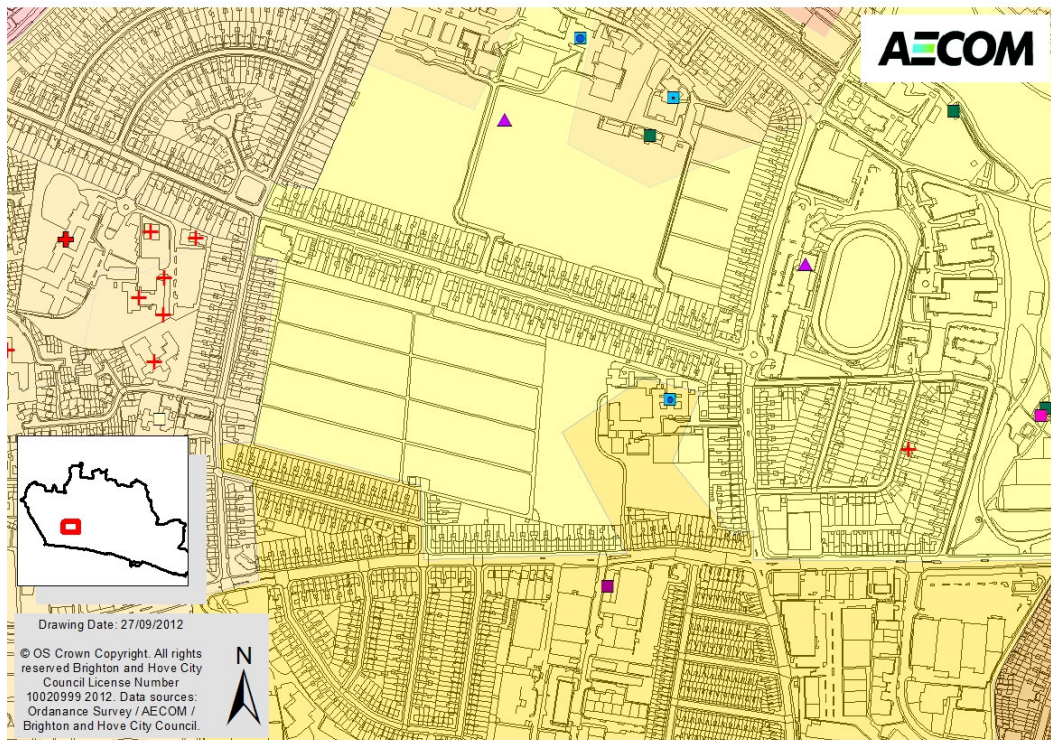 AECOM
Drawing Date: 27/09/2012
© OS Crown Copyright. All rights
reserved Brighton and Hove City
Council License Number
10020999 2012. Data sources:
Ordanance Survey / AECOM /
Brighton and Hove City Council.
N